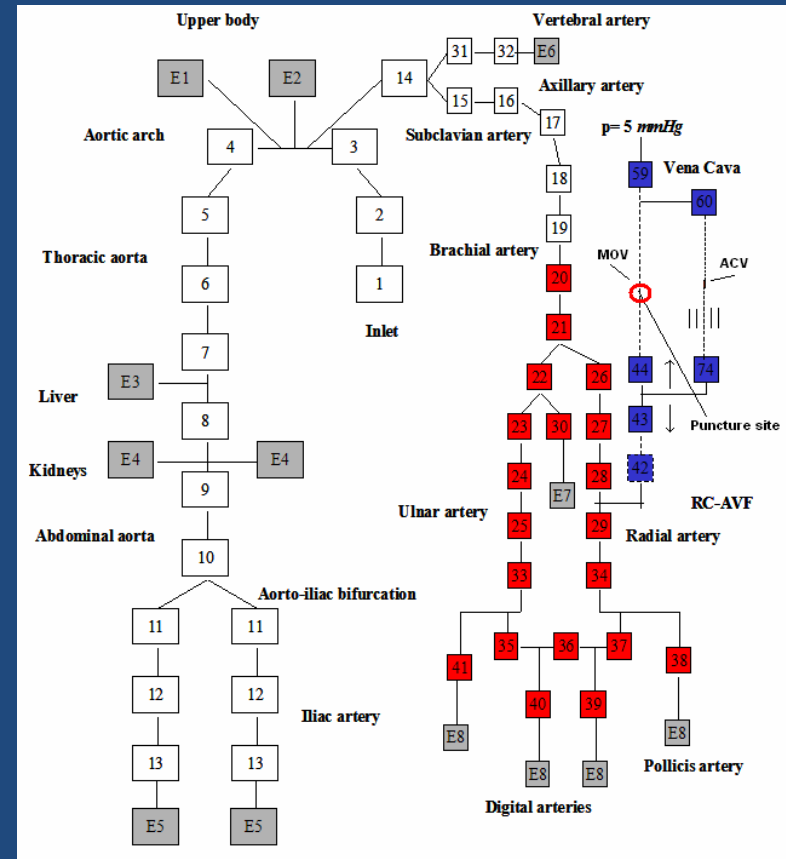 Upper body
Vertebral artery
31
32
E6
E1
E2
14
Axillary artery
15
16
17
p= 5 mmHg
Aortic arch
4
3
Subclavian artery
Vena Cava
59
18
60
5
2
19
Thoracic aorta
Brachial artery
MOV
ACV
6
1
20
Inlet
21
7
E3
22
26
44
74
Liver
8
23
30
27
43
Puncture site
Kidneys
E4
E4
24
28
42
9
E7
RC-AVF
Ulnar artery
25
29
Radial artery
Abdominal aorta
10
33
34
Aorto-iliac bifurcation
11
11
35
36
37
41
38
12
12
40
39
Iliac artery
13
13
E8
E8
E8
E8
Pollicis artery
E5
E5
Digital arteries